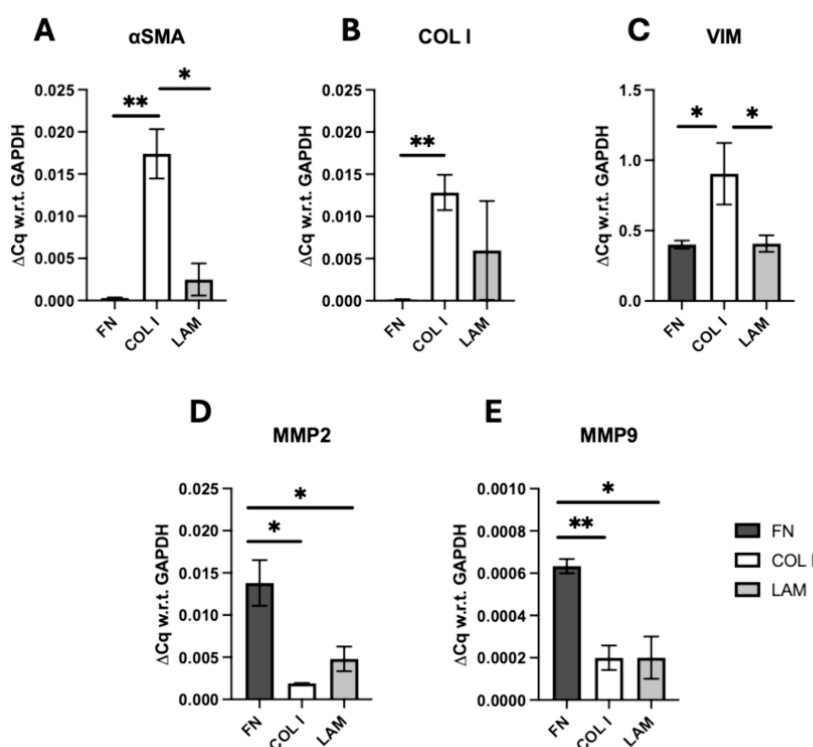 A
αSMA
ΔCq w.r.t. GAPDH
0.025
0.020
0.015
0.010
0.005
0.000
**
*
FN
COL I
LAM
B
COL I
ΔCq w.r.t. GAPDH
0.025
0.020
0.015
0.010
0.005
0.000
**
FN
COL I
LAM
C
VIM
ΔCq w.r.t. GAPDH
1.5
1.0
0.5
0.0
*
*
FN
COL I
LAM
D
MMP2
ΔCq w.r.t. GAPDH
0.025
0.020
0.015
0.010
0.005
0.000
*
*
FN
COL I
LAM
E
MMP9
ΔCq w.r.t. GAPDH
0.0010
0.0008
0.0006
0.0004
0.0002
0.0000
*
**
FN
COL I
LAM
FN
COL I
LAM